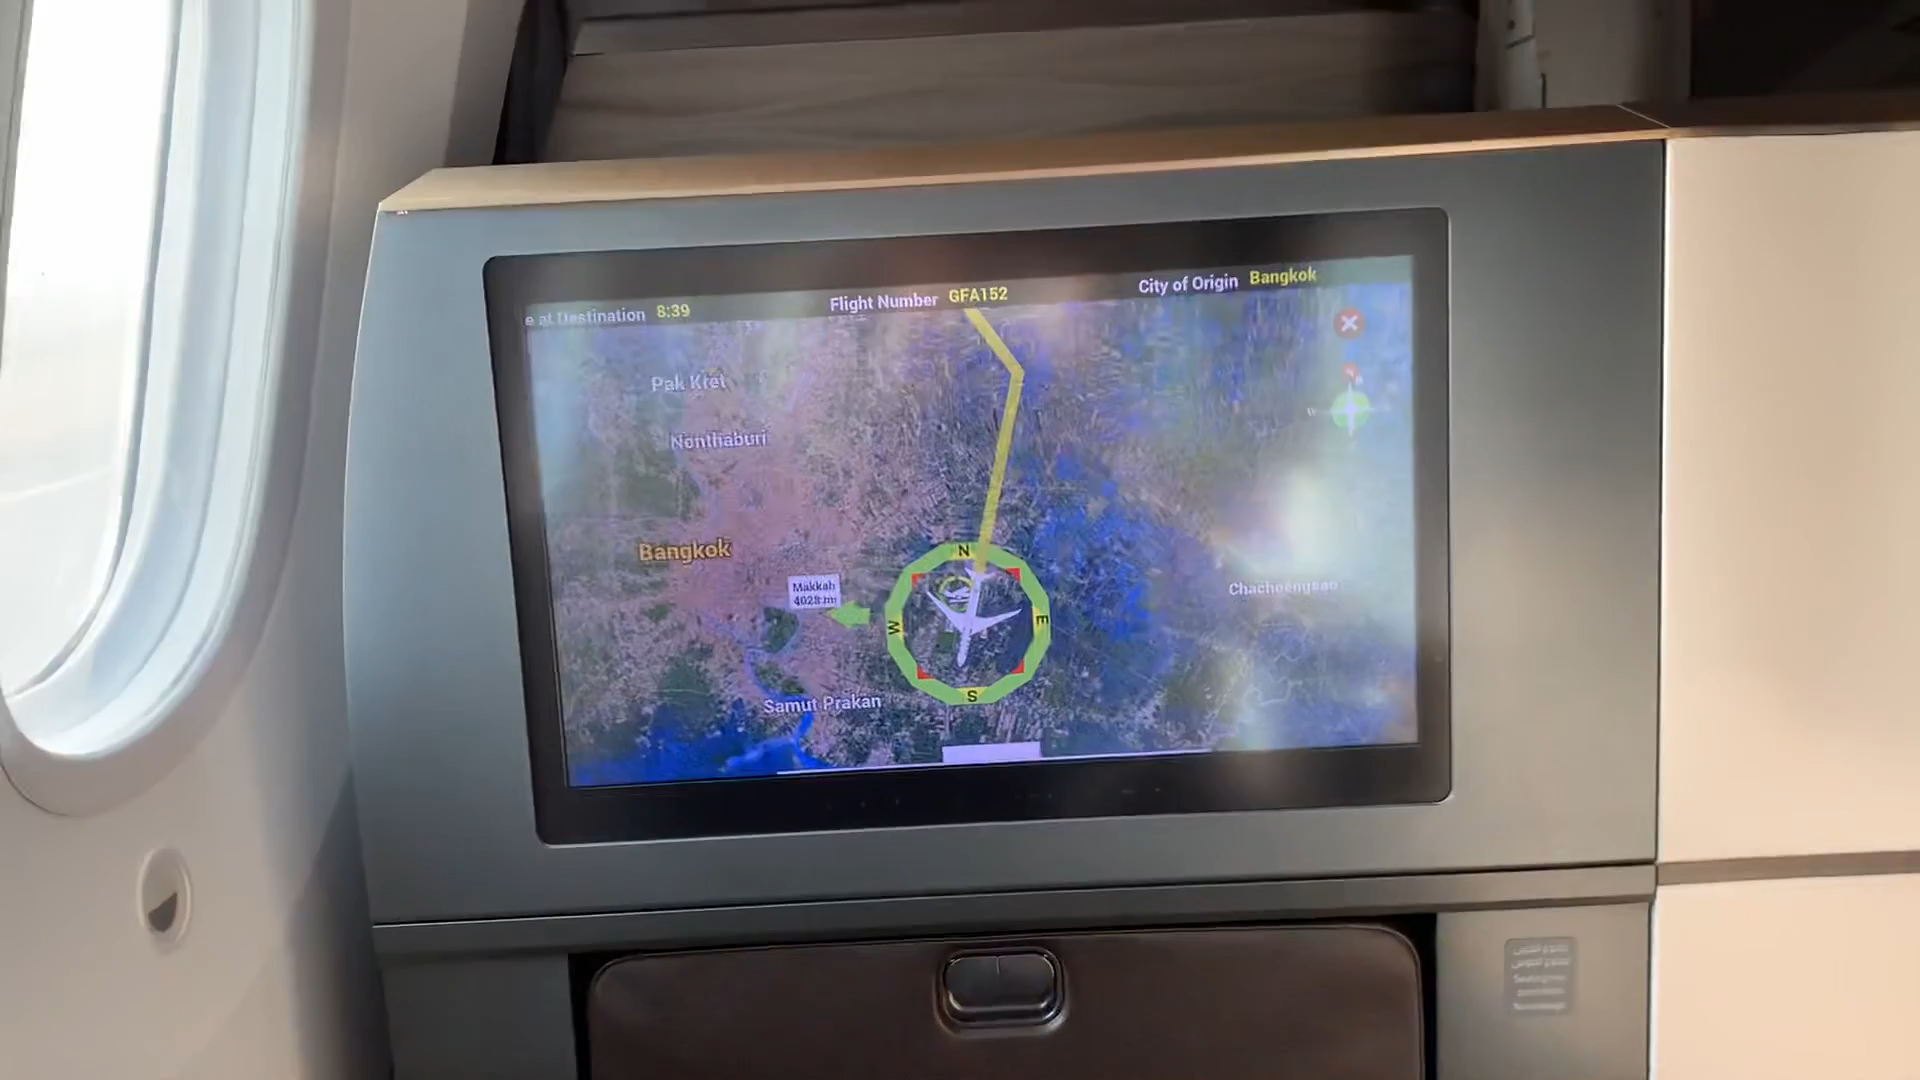 e at Destination 8:39
Flight Number GFA152
City of Origin Bangkok
Pak Kret
Nonthaburi
Bangkok
Makkah
4028 mi
N
W
E
S
Chachoengsao
Samut Prakan